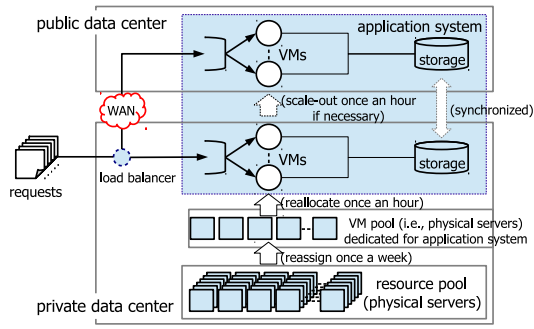 public data center
application system
VMs
storage
WAN
(scale-out once an hour
if necessary)
(synchronized)
requests
load balancer
VMs
storage
(reallocate once an hour)
VM pool (i.e., physical servers)
dedicated for application system
(reassign once a week)
resource pool
(physical servers)
private data center